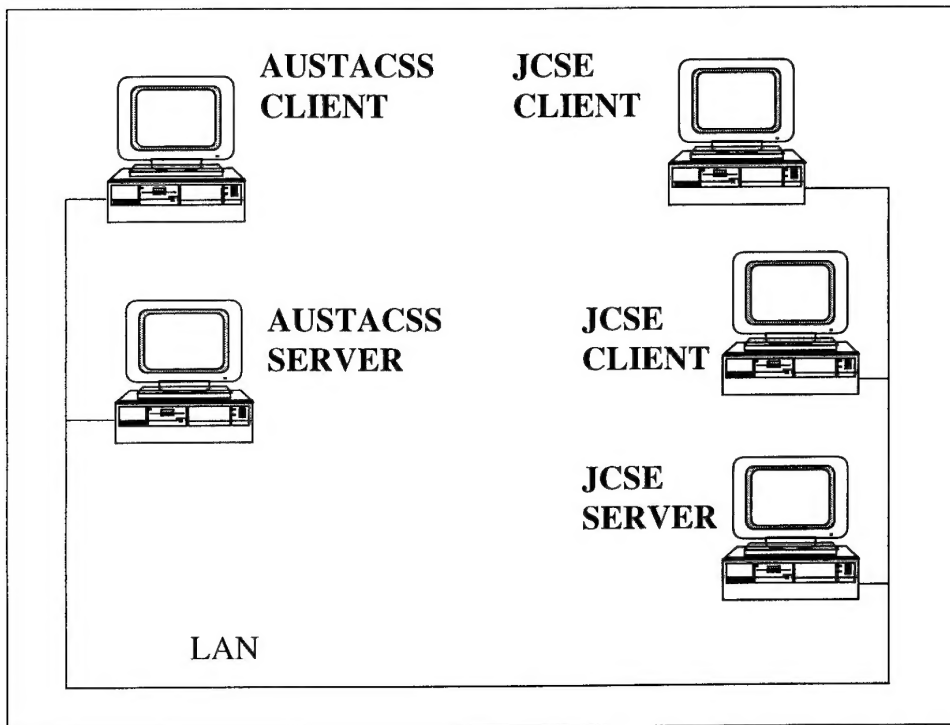 AUSTACSS
CLIENT
JCSE
CLIENT
AUSTACSS
SERVER
JCSE
CLIENT
JCSE
SERVER
LAN